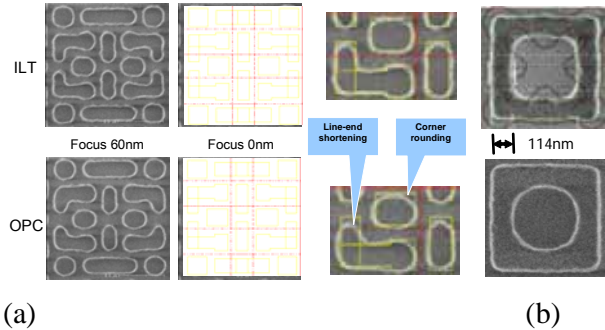 ILT
Focus 60nm
Focus 0nm
Line-end
shortening
Corner
rounding
114nm
OPC
(a)
(b)